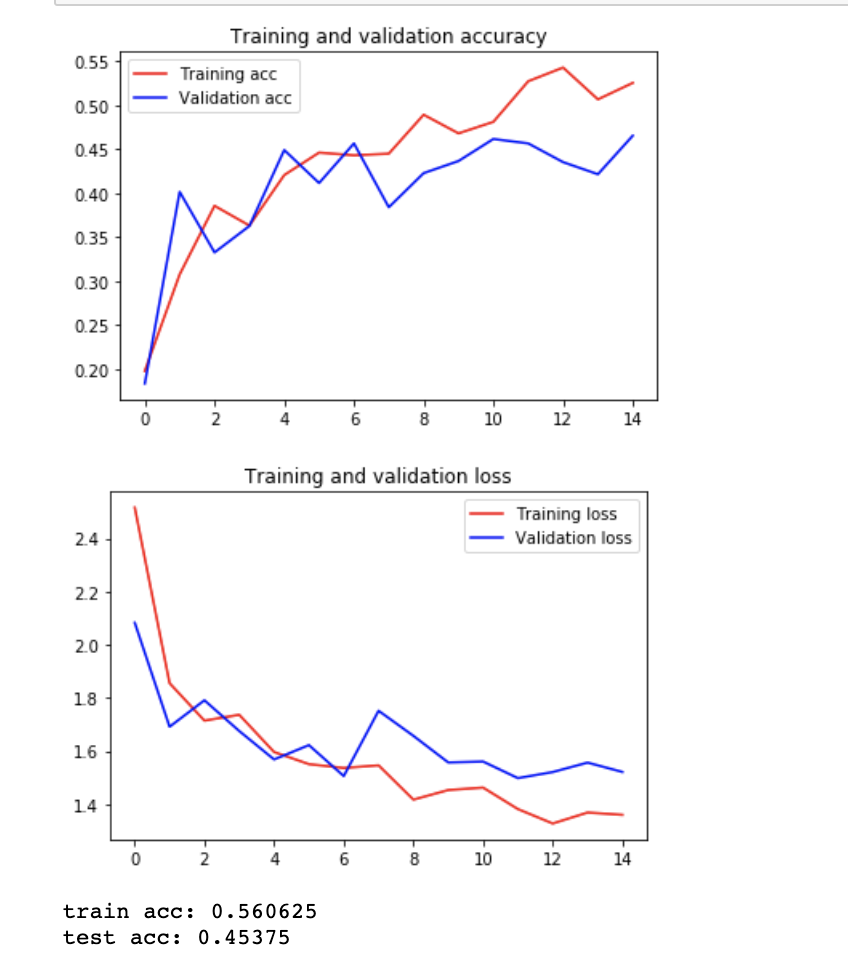 Training and validation accuracy
Training acc
Validation acc
0.55
0.50
0.45
0.40
0.35
0.30
0.25
0.20
0 2 4 6 8 10 12 14
Training and validation loss
Training loss
Validation loss
2.4
2.2
2.0
1.8
1.6
1.4
0 2 4 6 8 10 12 14
train acc: 0.560625
test acc: 0.45375